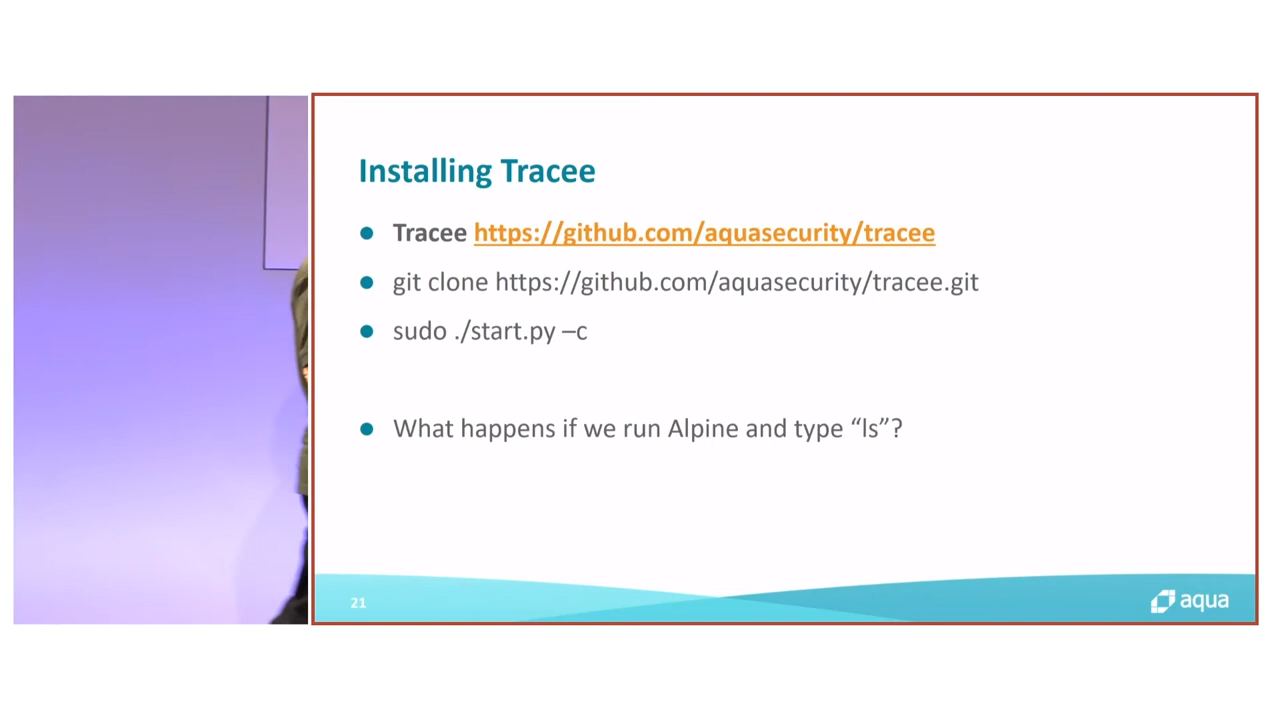 Installing Tracee
● Tracee https://github.com/aquasecurity/tracee
● git clone https://github.com/aquasecurity/tracee.git
● sudo ./start.py –c
● What happens if we run Alpine and type “ls”?
21
aqua